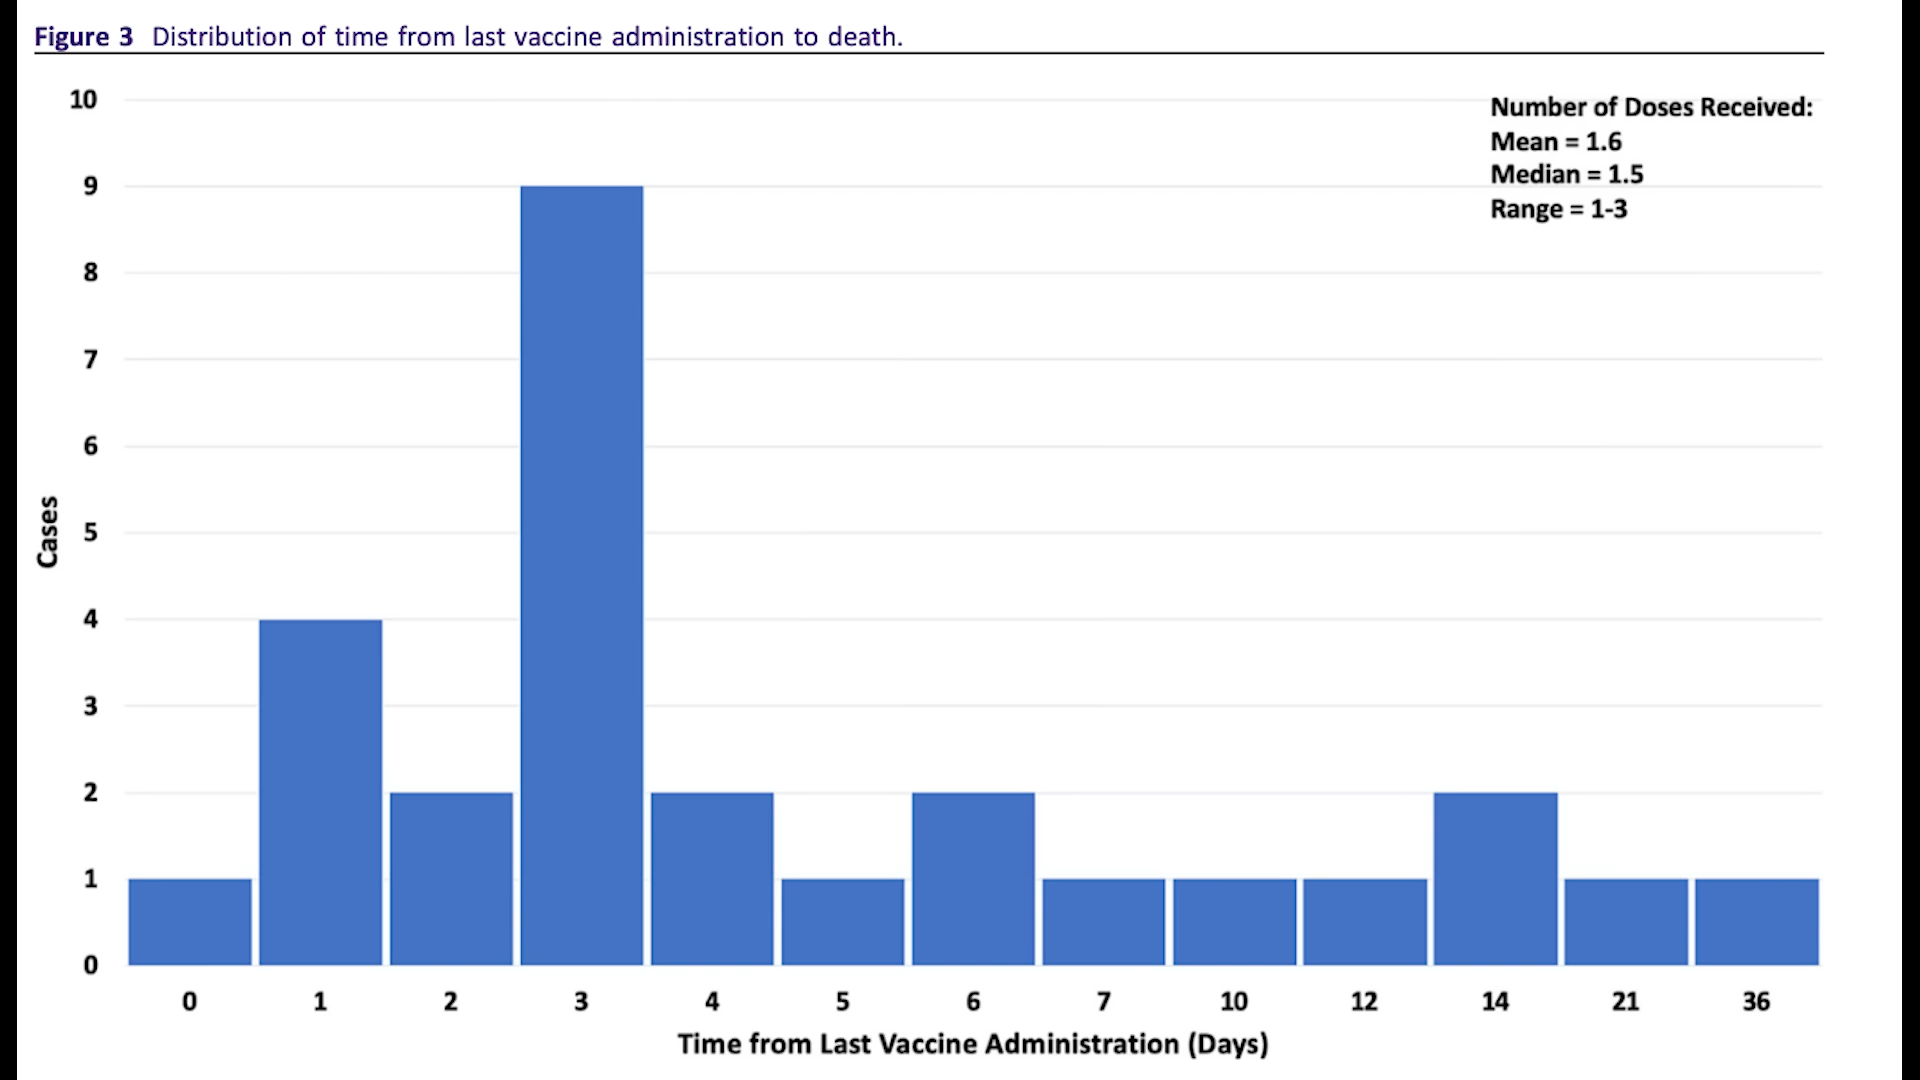 Figure 3 Distribution of time from last vaccine administration to death.
Number of Doses Received:
Mean = 1.6
Median = 1.5
Range = 1-3
Cases
10
9
8
7
6
5
4
3
2
1
0
0 1 2 3 4 5 6 7 10 12 14 21 36
Time from Last Vaccine Administration (Days)